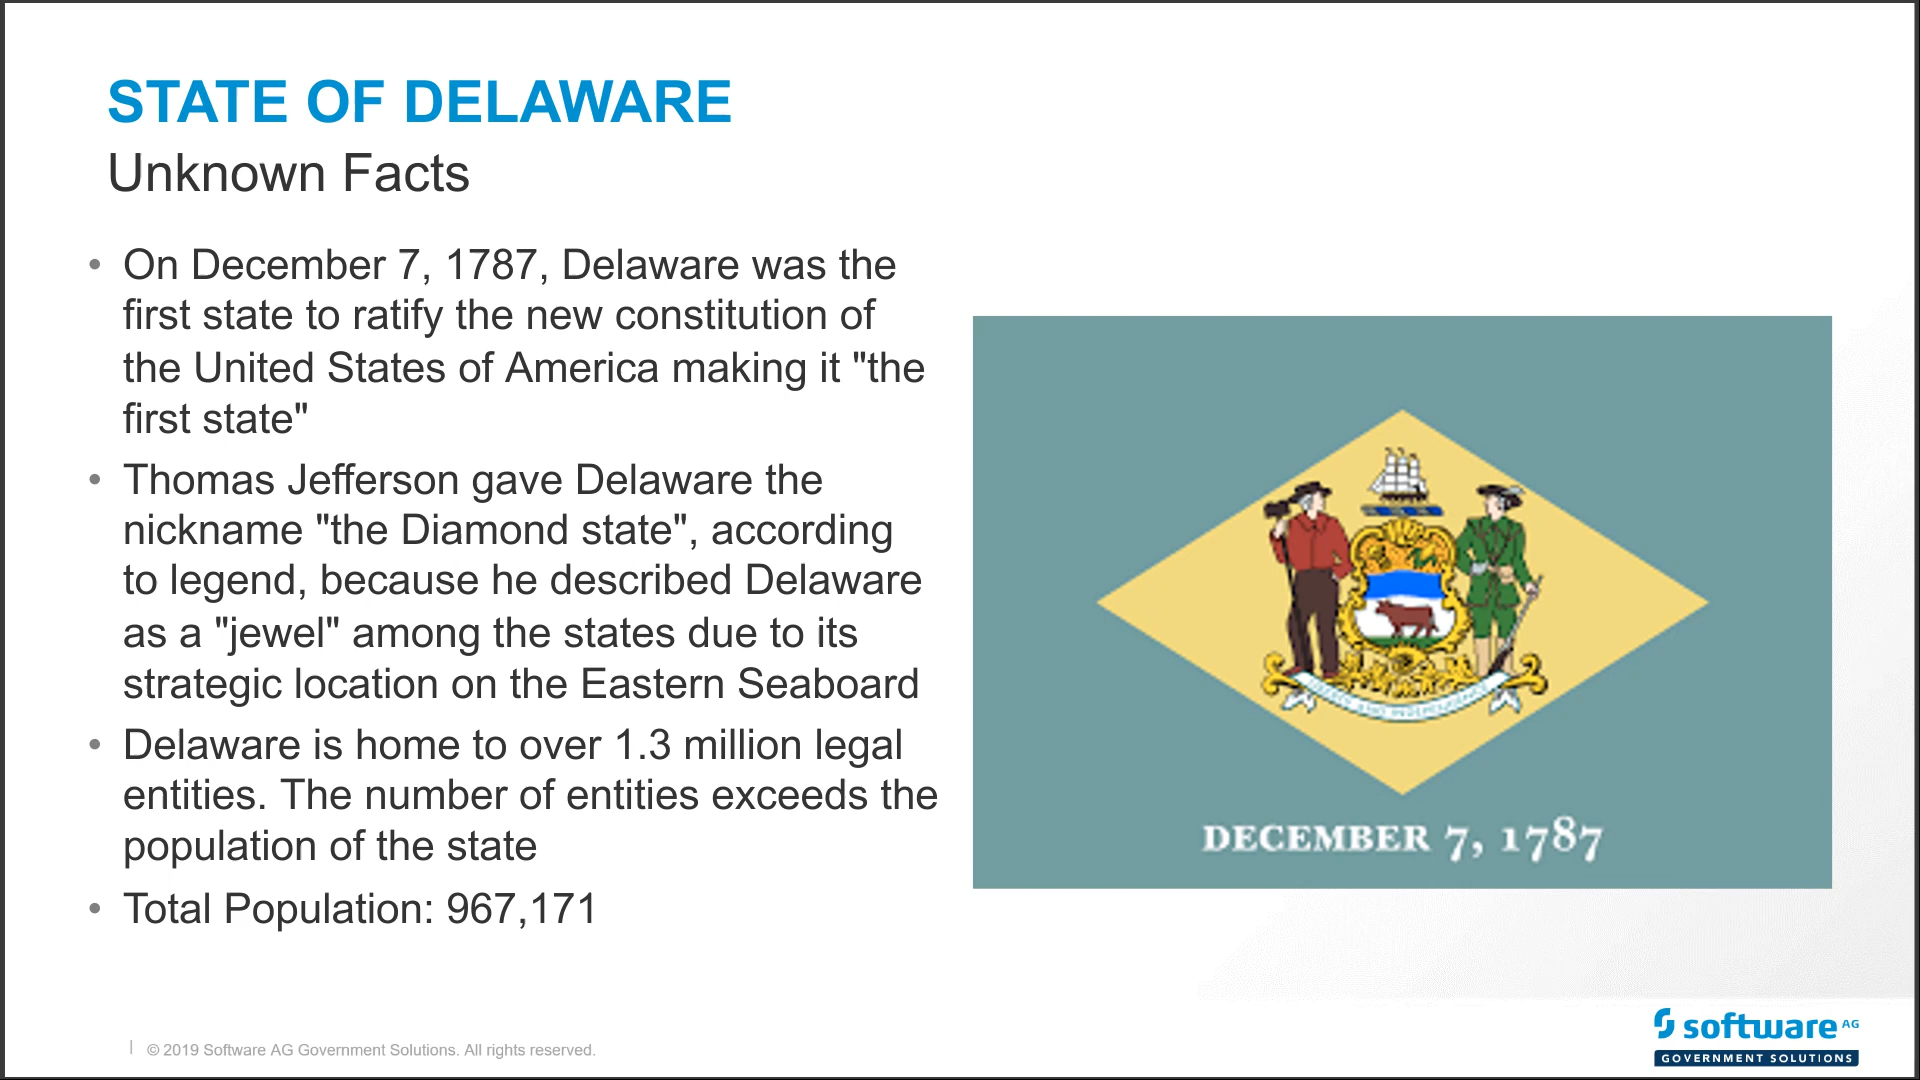 STATE OF DELAWARE
Unknown Facts
• On December 7, 1787, Delaware was the
first state to ratify the new constitution of
the United States of America making it "the
first state"
• Thomas Jefferson gave Delaware the
nickname "the Diamond state", according
to legend, because he described Delaware
as a "jewel" among the states due to its
strategic location on the Eastern Seaboard
• Delaware is home to over 1.3 million legal
entities. The number of entities exceeds the
population of the state
• Total Population: 967,171
DECEMBER 7, 1787
| © 2019 Software AG Government Solutions. All rights reserved.
software AG
GOVERNMENT SOLUTIONS